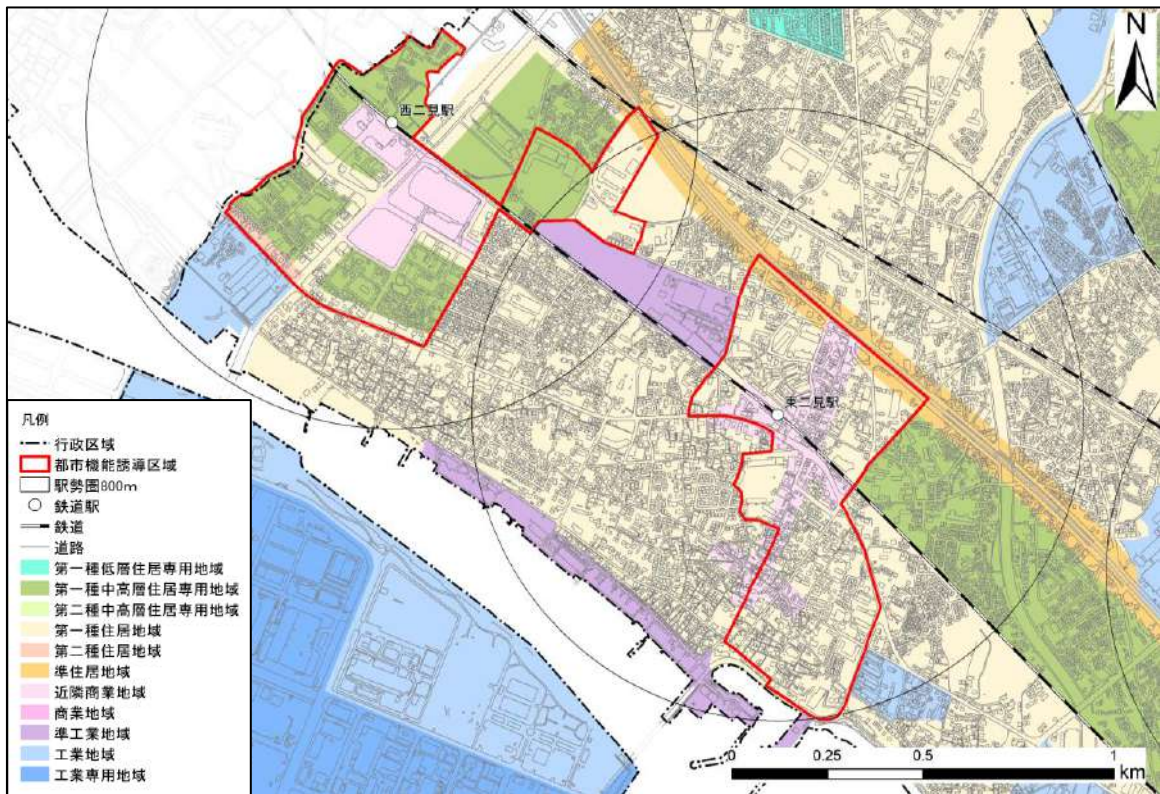 N
西二見駅
東二見駅
凡例
行政区域
都市機能誘導区域
駅勢圏800m
鉄道駅
鉄道
道路
第一種低層住居専用地域
第一種中高層住居専用地域
第二種中高層住居専用地域
第一種住居地域
第二種住居地域
準住居地域
近隣商業地域
商業地域
準工業地域
工業地域
工業専用地域
0 0.25 0.5 1
km